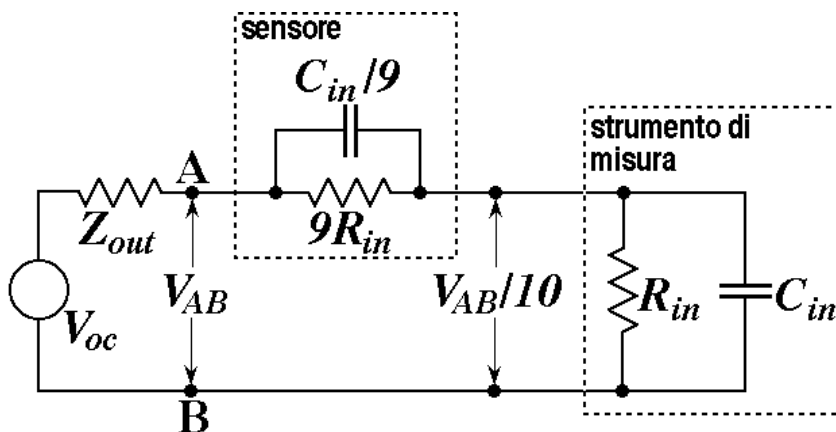 sensore
C_in/9
strumento di
misura
A
Z_out
9R_in
V_AB
V_AB/10
R_in
C_in
V_oc
B